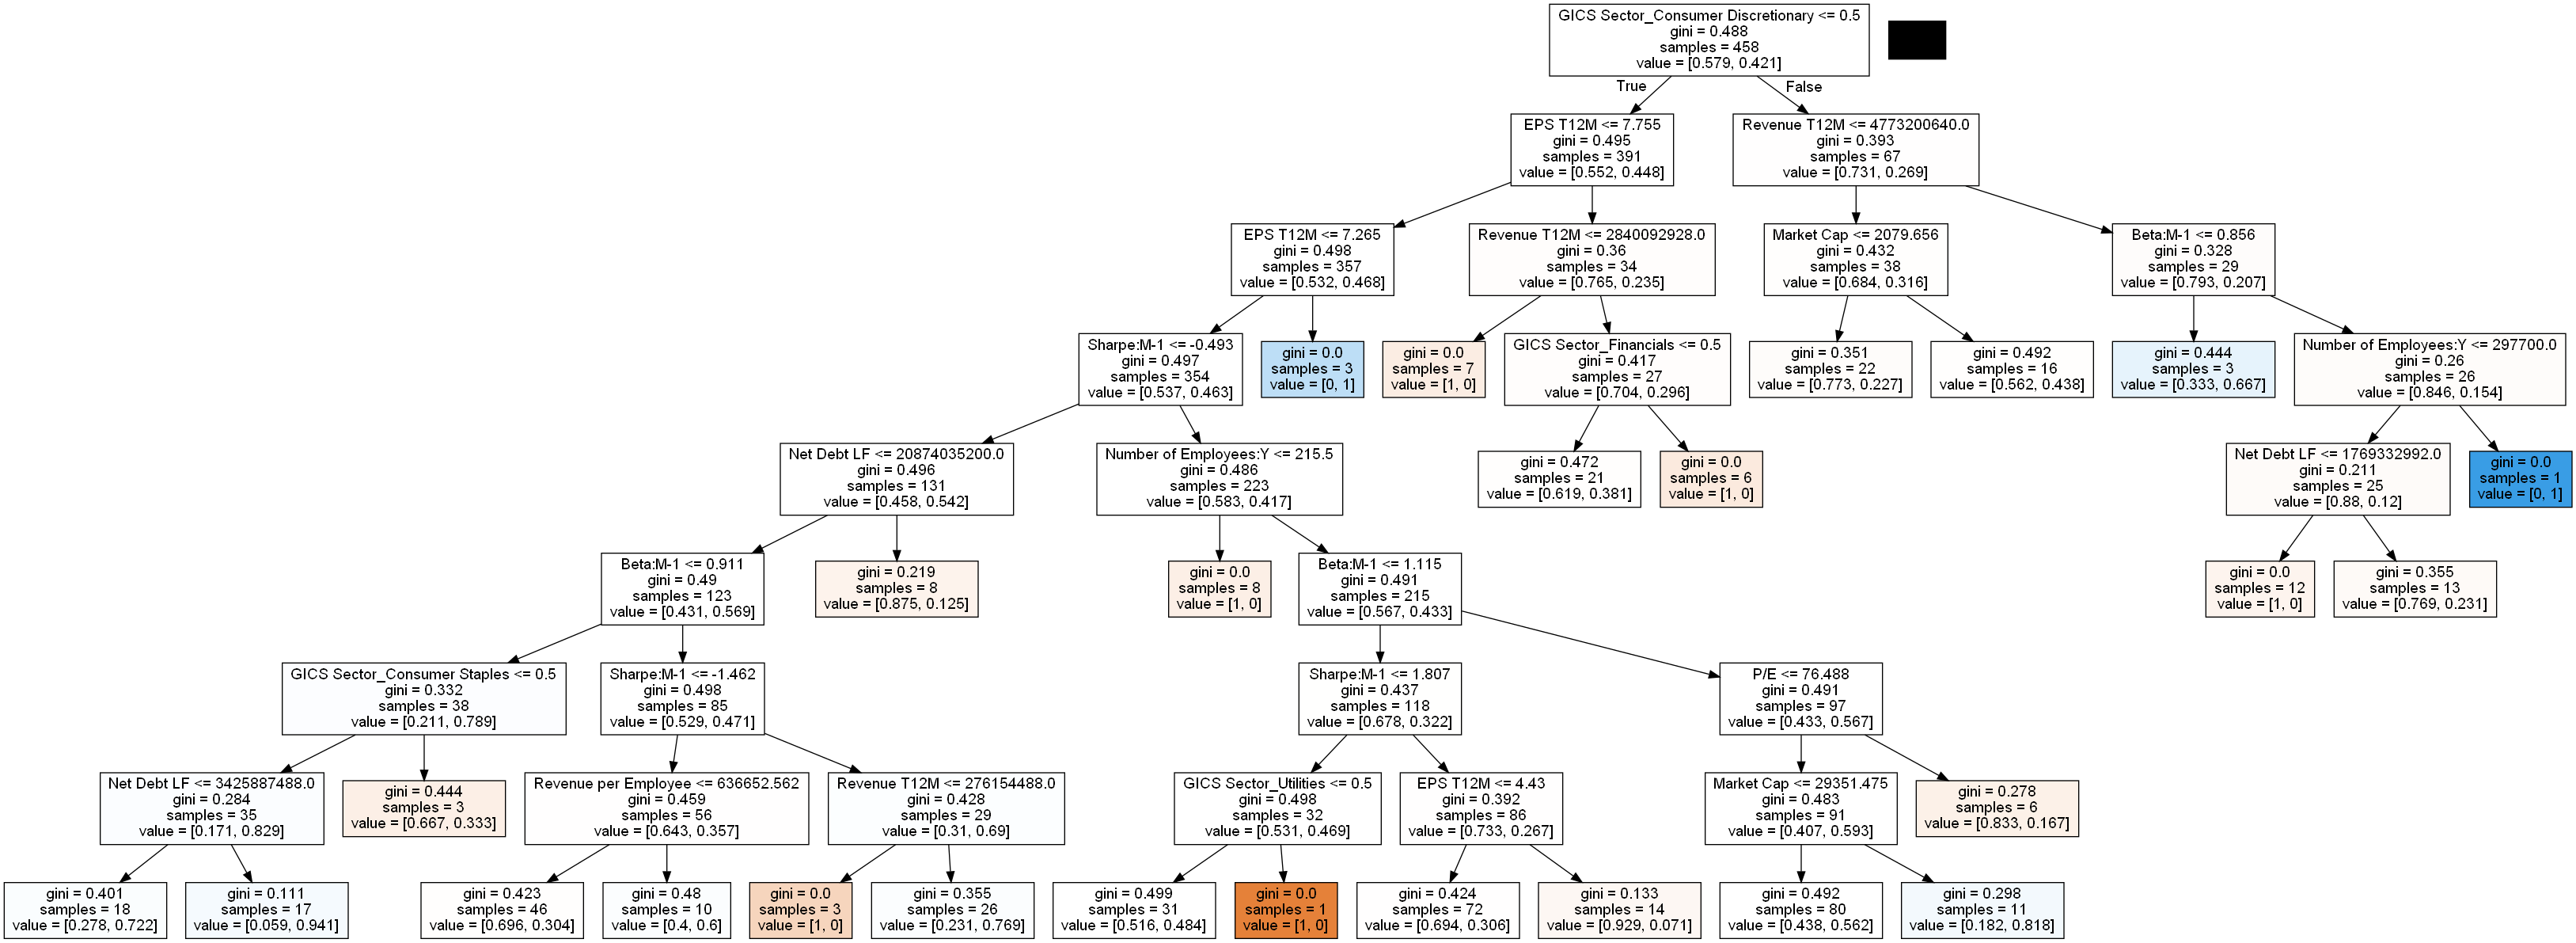 GICS Sector_Consumer Discretionary <= 0.5
gini = 0.488
samples = 458
value = [0.579, 0.421]
True
False
EPS T12M <= 7.755
gini = 0.495
samples = 391
value = [0.552, 0.448]
Revenue T12M <= 4773200640.0
gini = 0.393
samples = 67
value = [0.731, 0.269]
EPS T12M <= 7.265
gini = 0.498
samples = 357
value = [0.532, 0.468]
Revenue T12M <= 2840092928.0
gini = 0.36
samples = 34
value = [0.765, 0.235]
Market Cap <= 2079.656
gini = 0.432
samples = 38
value = [0.684, 0.316]
Beta:M-1 <= 0.856
gini = 0.328
samples = 29
value = [0.793, 0.207]
Sharpe:M-1 <= -0.493
gini = 0.497
samples = 354
value = [0.537, 0.463]
gini = 0.0
samples = 3
value = [0, 1]
gini = 0.0
samples = 7
value = [1, 0]
GICS Sector_Financials <= 0.5
gini = 0.417
samples = 27
value = [0.704, 0.296]
gini = 0.351
samples = 22
value = [0.773, 0.227]
gini = 0.492
samples = 16
value = [0.562, 0.438]
gini = 0.444
samples = 3
value = [0.333, 0.667]
Number of Employees:Y <= 297700.0
gini = 0.26
samples = 26
value = [0.846, 0.154]
Net Debt LF <= 20874035200.0
gini = 0.496
samples = 131
value = [0.458, 0.542]
Number of Employees:Y <= 215.5
gini = 0.486
samples = 223
value = [0.583, 0.417]
gini = 0.472
samples = 21
value = [0.619, 0.381]
gini = 0.0
samples = 6
value = [1, 0]
Net Debt LF <= 1769332992.0
gini = 0.211
samples = 25
value = [0.88, 0.12]
gini = 0.0
samples = 1
value = [0, 1]
Beta:M-1 <= 0.911
gini = 0.49
samples = 123
value = [0.431, 0.569]
gini = 0.219
samples = 8
value = [0.875, 0.125]
gini = 0.0
samples = 8
value = [1, 0]
Beta:M-1 <= 1.115
gini = 0.491
samples = 215
value = [0.567, 0.433]
gini = 0.0
samples = 12
value = [1, 0]
gini = 0.355
samples = 13
value = [0.769, 0.231]
GICS Sector_Consumer Staples <= 0.5
gini = 0.332
samples = 38
value = [0.211, 0.789]
Sharpe:M-1 <= -1.462
gini = 0.498
samples = 85
value = [0.529, 0.471]
Sharpe:M-1 <= 1.807
gini = 0.437
samples = 118
value = [0.678, 0.322]
P/E <= 76.488
gini = 0.491
samples = 97
value = [0.433, 0.567]
Net Debt LF <= 3425887488.0
gini = 0.284
samples = 35
value = [0.171, 0.829]
gini = 0.444
samples = 3
value = [0.667, 0.333]
Revenue per Employee <= 636652.562
gini = 0.459
samples = 56
value = [0.643, 0.357]
Revenue T12M <= 276154488.0
gini = 0.428
samples = 29
value = [0.31, 0.69]
GICS Sector_Utilities <= 0.5
gini = 0.498
samples = 32
value = [0.531, 0.469]
EPS T12M <= 4.43
gini = 0.392
samples = 86
value = [0.733, 0.267]
Market Cap <= 29351.475
gini = 0.483
samples = 91
value = [0.407, 0.593]
gini = 0.278
samples = 6
value = [0.833, 0.167]
gini = 0.401
samples = 18
value = [0.278, 0.722]
gini = 0.111
samples = 17
value = [0.059, 0.941]
gini = 0.423
samples = 46
value = [0.696, 0.304]
gini = 0.48
samples = 10
value = [0.4, 0.6]
gini = 0.0
samples = 3
value = [1, 0]
gini = 0.355
samples = 26
value = [0.231, 0.769]
gini = 0.499
samples = 31
value = [0.516, 0.484]
gini = 0.0
samples = 1
value = [1, 0]
gini = 0.424
samples = 72
value = [0.694, 0.306]
gini = 0.133
samples = 14
value = [0.929, 0.071]
gini = 0.492
samples = 80
value = [0.438, 0.562]
gini = 0.298
samples = 11
value = [0.182, 0.818]